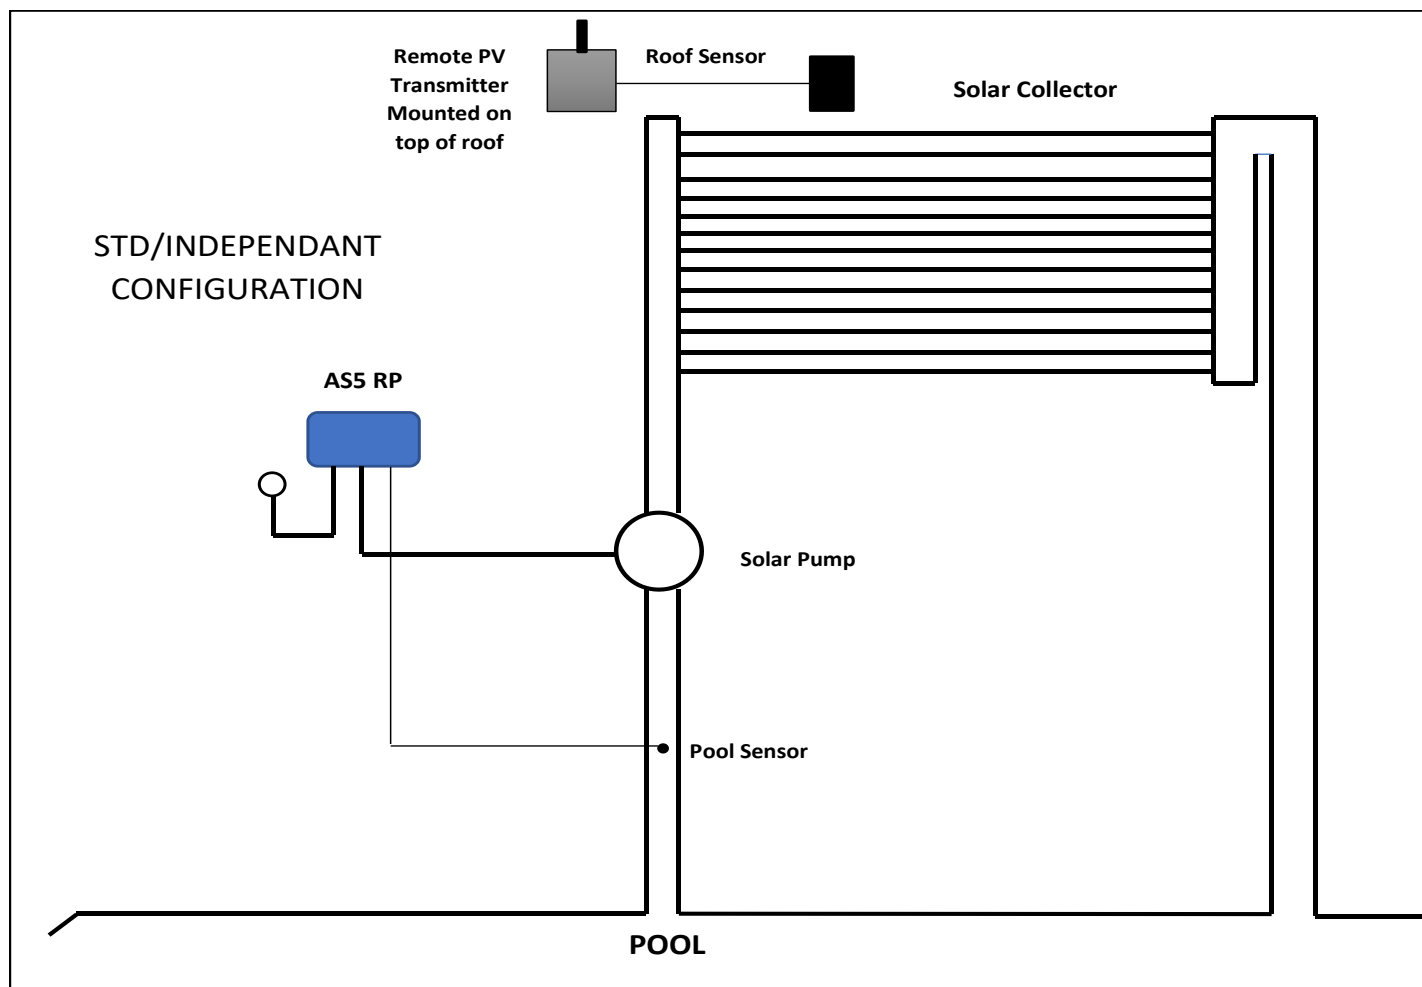 Remote PV
Transmitter
Mounted on
top of roof
Roof Sensor
Solar Collector
STD/INDEPENDANT
CONFIGURATION
AS5 RP
Solar Pump
Pool Sensor
POOL